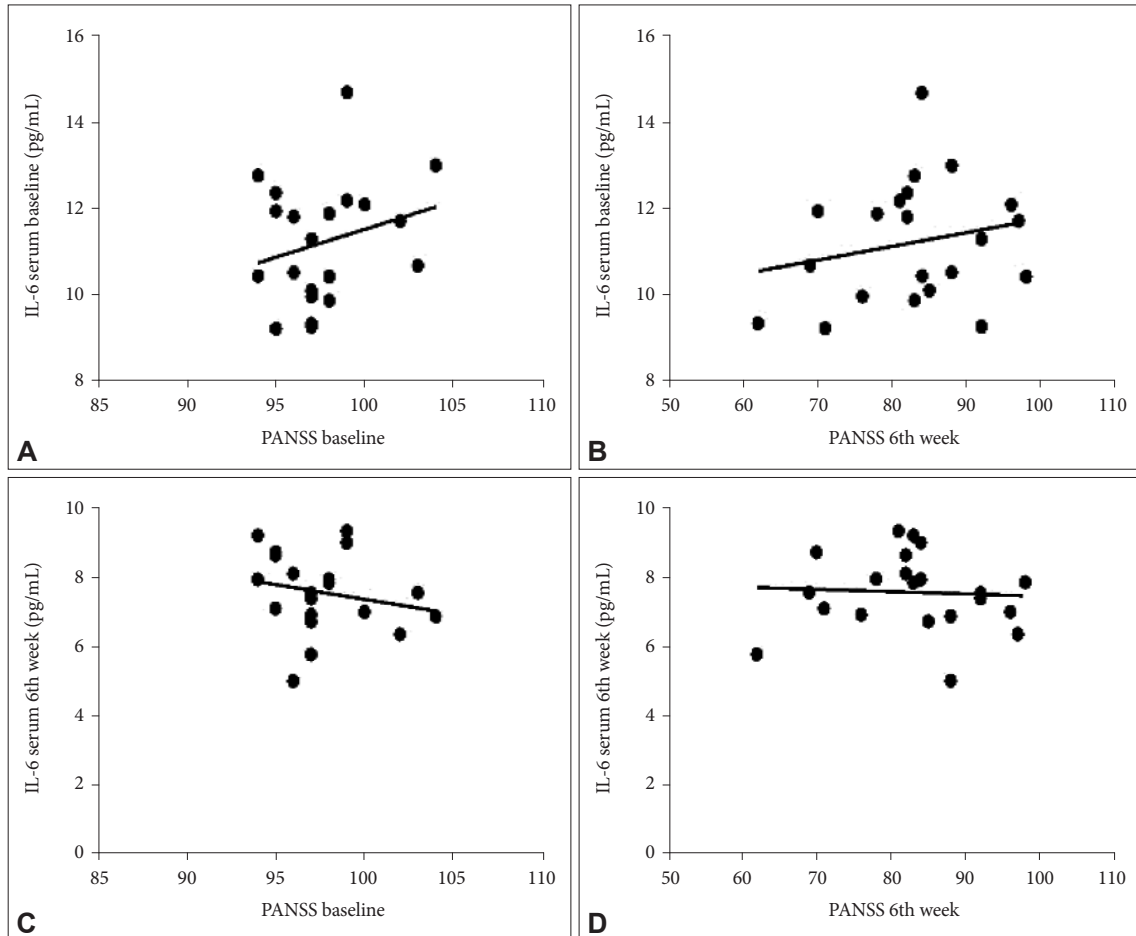 16
14
12
10
8
IL-6 serum baseline (pg/mL)
85 90 95 100 105 110
PANSS baseline
A
16
14
12
10
8
IL-6 serum baseline (pg/mL)
50 60 70 80 90 100 110
PANSS 6th week
B
10
8
6
4
2
0
IL-6 serum 6th week (pg/mL)
85 90 95 100 105 110
PANSS baseline
C
10
8
6
4
2
0
IL-6 serum 6th week (pg/mL)
50 60 70 80 90 100 110
PANSS 6th week
D